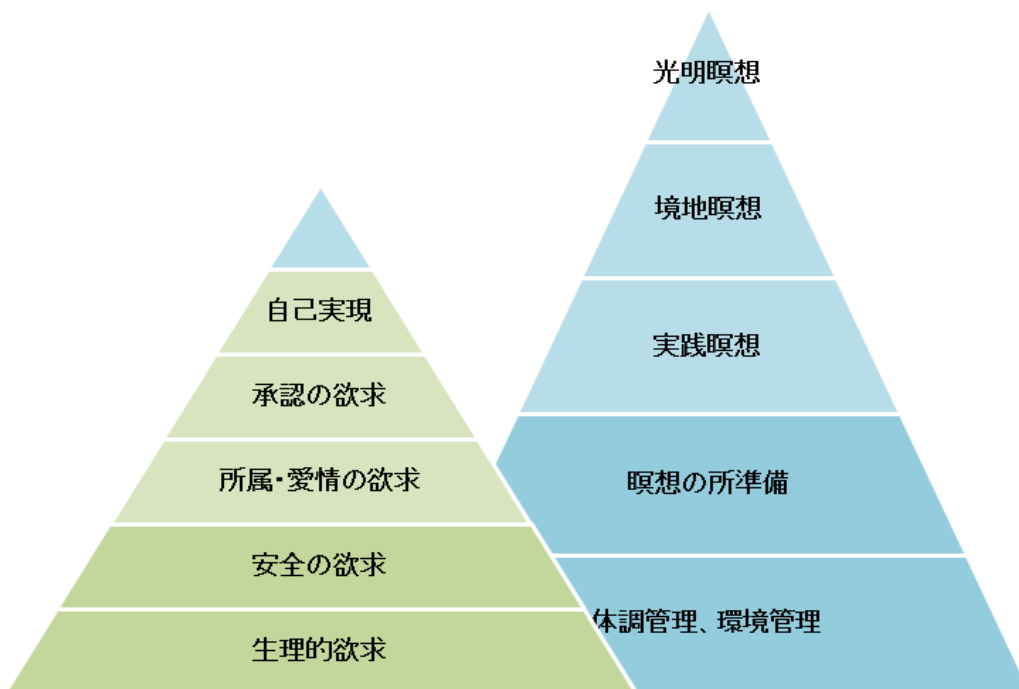 自己実現
承認の欲求
所属・愛情の欲求
安全の欲求
生理的欲求
光明瞑想
境地瞑想
実践瞑想
瞑想の所準備
体調管理、環境管理